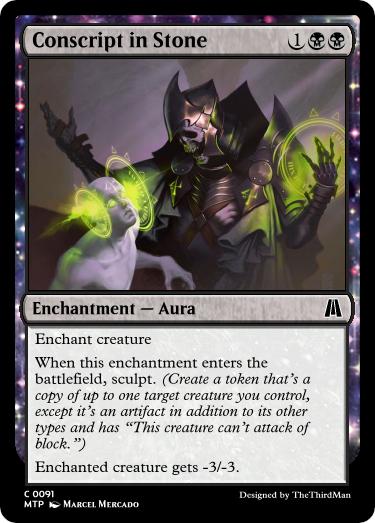 Conscript in Stone 1
Enchantment — Aura
Enchant creature
When this enchantment enters the
battlefield, sculpt. (Create a token that's a
copy of up to one target creature you control,
except it's an artifact in addition to its other
types and has “This creature can't attack of
block.”)
Enchanted creature gets -3/-3.
C 0091
MTP Marcel Mercado
Designed by TheThirdMan